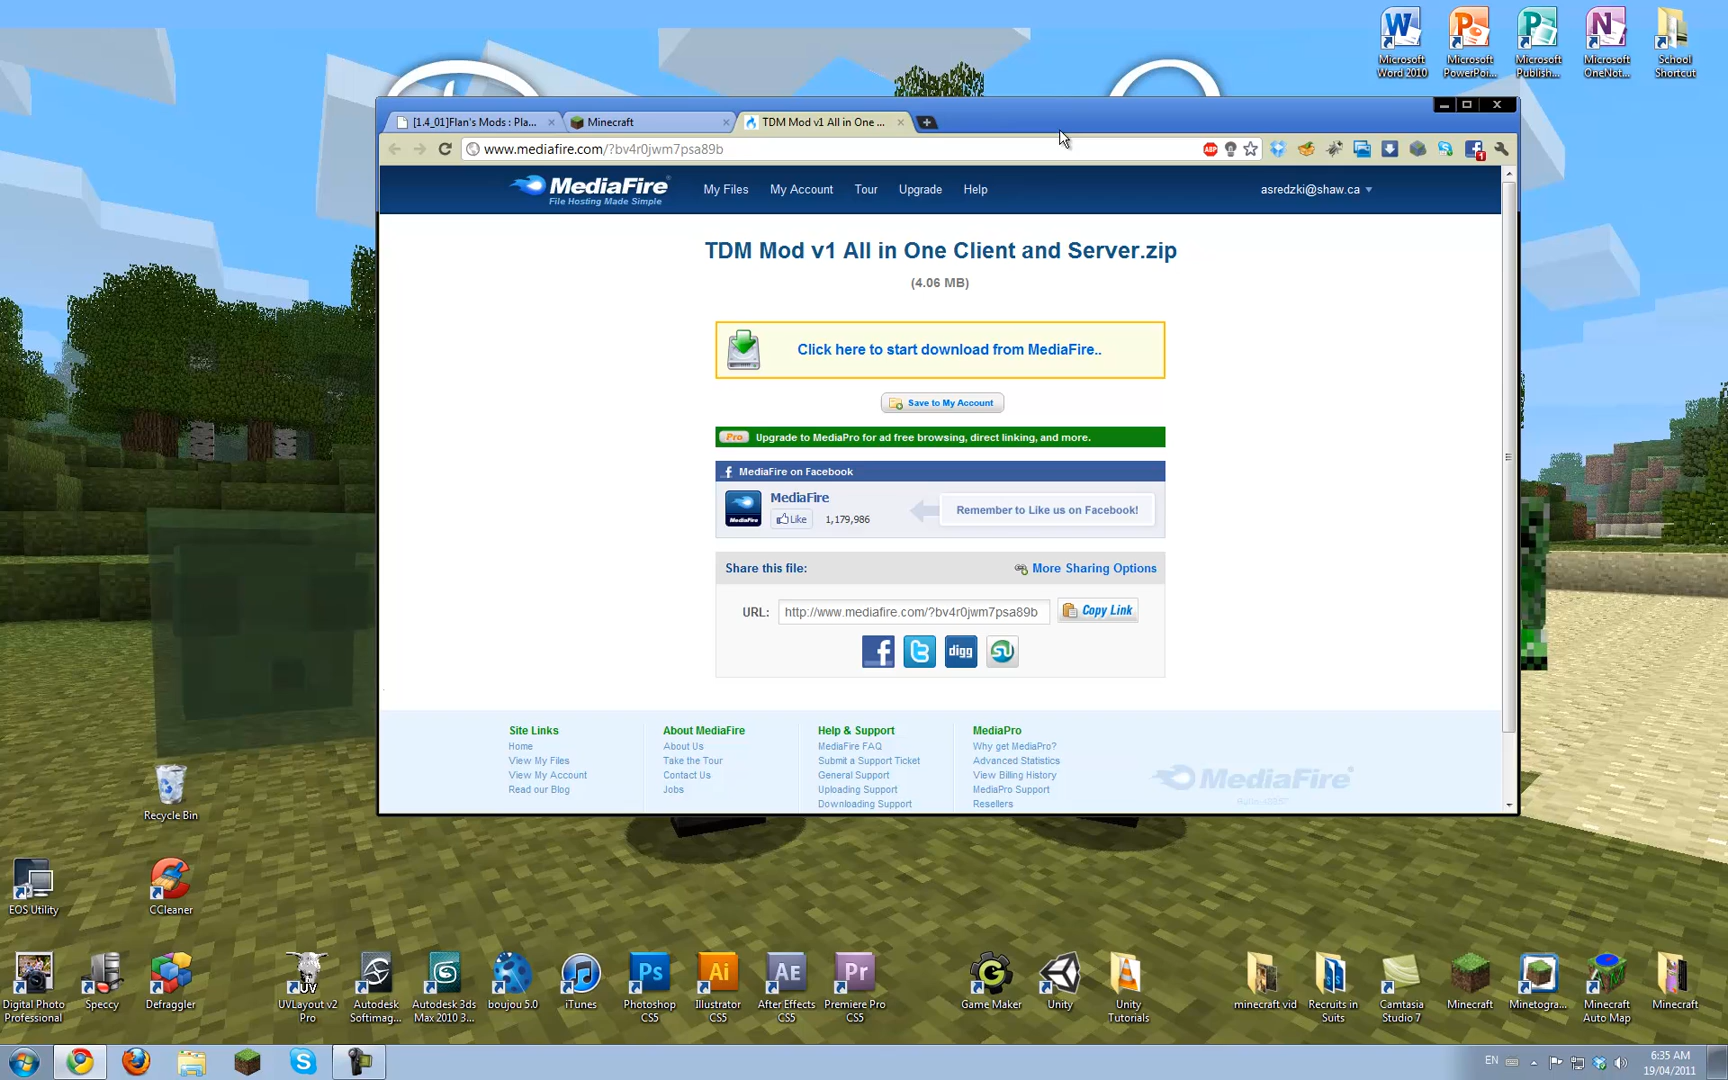 Microsoft Word 2010
Microsoft PowerPoi...
Microsoft Publish...
Microsoft OneNot...
School Shortcut
[1.4_01]Flan's Mods : Pla...
Minecraft
TDM Mod v1 All in One ...
www.mediafire.com/?bv4r0jwm7psa89b
ABP
1
MediaFire
File Hosting Made Simple
My Files
My Account
Tour
Upgrade
Help
asredzki@shaw.ca
TDM Mod v1 All in One Client and Server.zip
(4.06 MB)
Click here to start download from MediaFire..
Save to My Account
Pro Upgrade to MediaPro for ad free browsing, direct linking, and more.
MediaFire on Facebook
MediaFire
MediaFire
Like
1,179,986
Remember to Like us on Facebook!
Share this file:
More Sharing Options
URL:
http://www.mediafire.com/?bv4r0jwm7psa89b
Copy Link
digg
Site Links
Home
View My Files
View My Account
Read our Blog
About MediaFire
About Us
Take the Tour
Contact Us
Jobs
Help & Support
MediaFire FAQ
Submit a Support Ticket
General Support
Uploading Support
Downloading Support
MediaPro
Why get MediaPro?
Advanced Statistics
View Billing History
MediaPro Support
Resellers
MediaFire
Recycle Bin
EOS Utility
CCleaner
Digital Photo Professional
Speccy
Defraggler
UVLayout v2 Pro
Autodesk Softimag...
Autodesk 3ds Max 2010 3...
boujou 5.0
iTunes
Photoshop CS5
Illustrator CS5
After Effects CS5
Premiere Pro CS5
Game Maker
Unity
Unity Tutorials
minecraft vid
Recruits in Suits
Camtasia Studio 7
Minecraft
Minetogra...
Minecraft Auto Map
Minecraft
EN
6:35 AM
19/04/2011